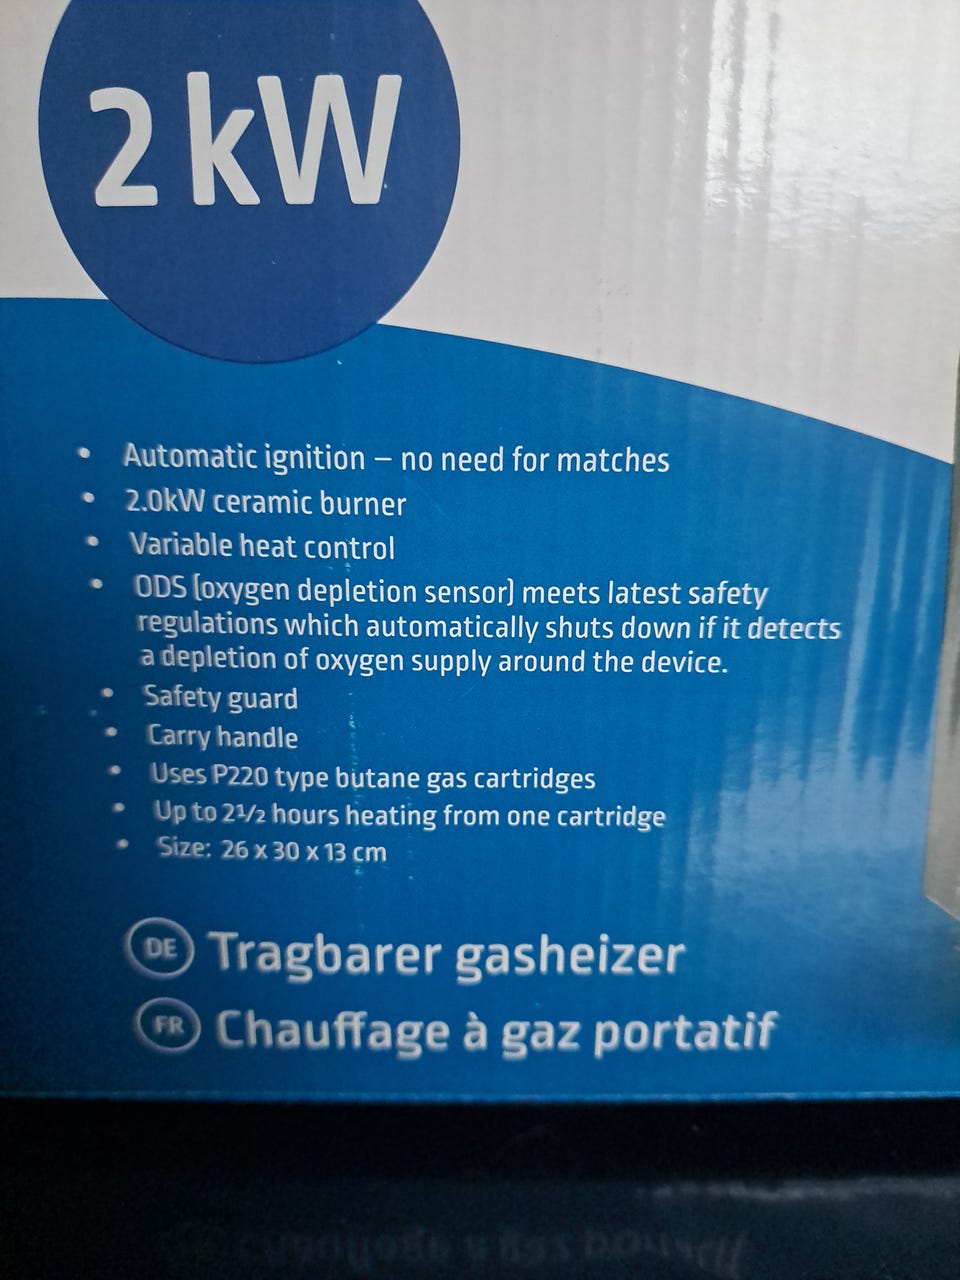 2 kW
• Automatic ignition – no need for matches
• 2.0kW ceramic burner
• Variable heat control
• ODS (oxygen depletion sensor) meets latest safety
regulations which automatically shuts down if it detects
a depletion of oxygen supply around the device.
• Safety guard
• Carry handle
• Uses P220 type butane gas cartridges
• Up to 2½ hours heating from one cartridge
• Size: 26 x 30 x 13 cm
DE Tragbarer gasheizer
FR Chauffage à gaz portatif